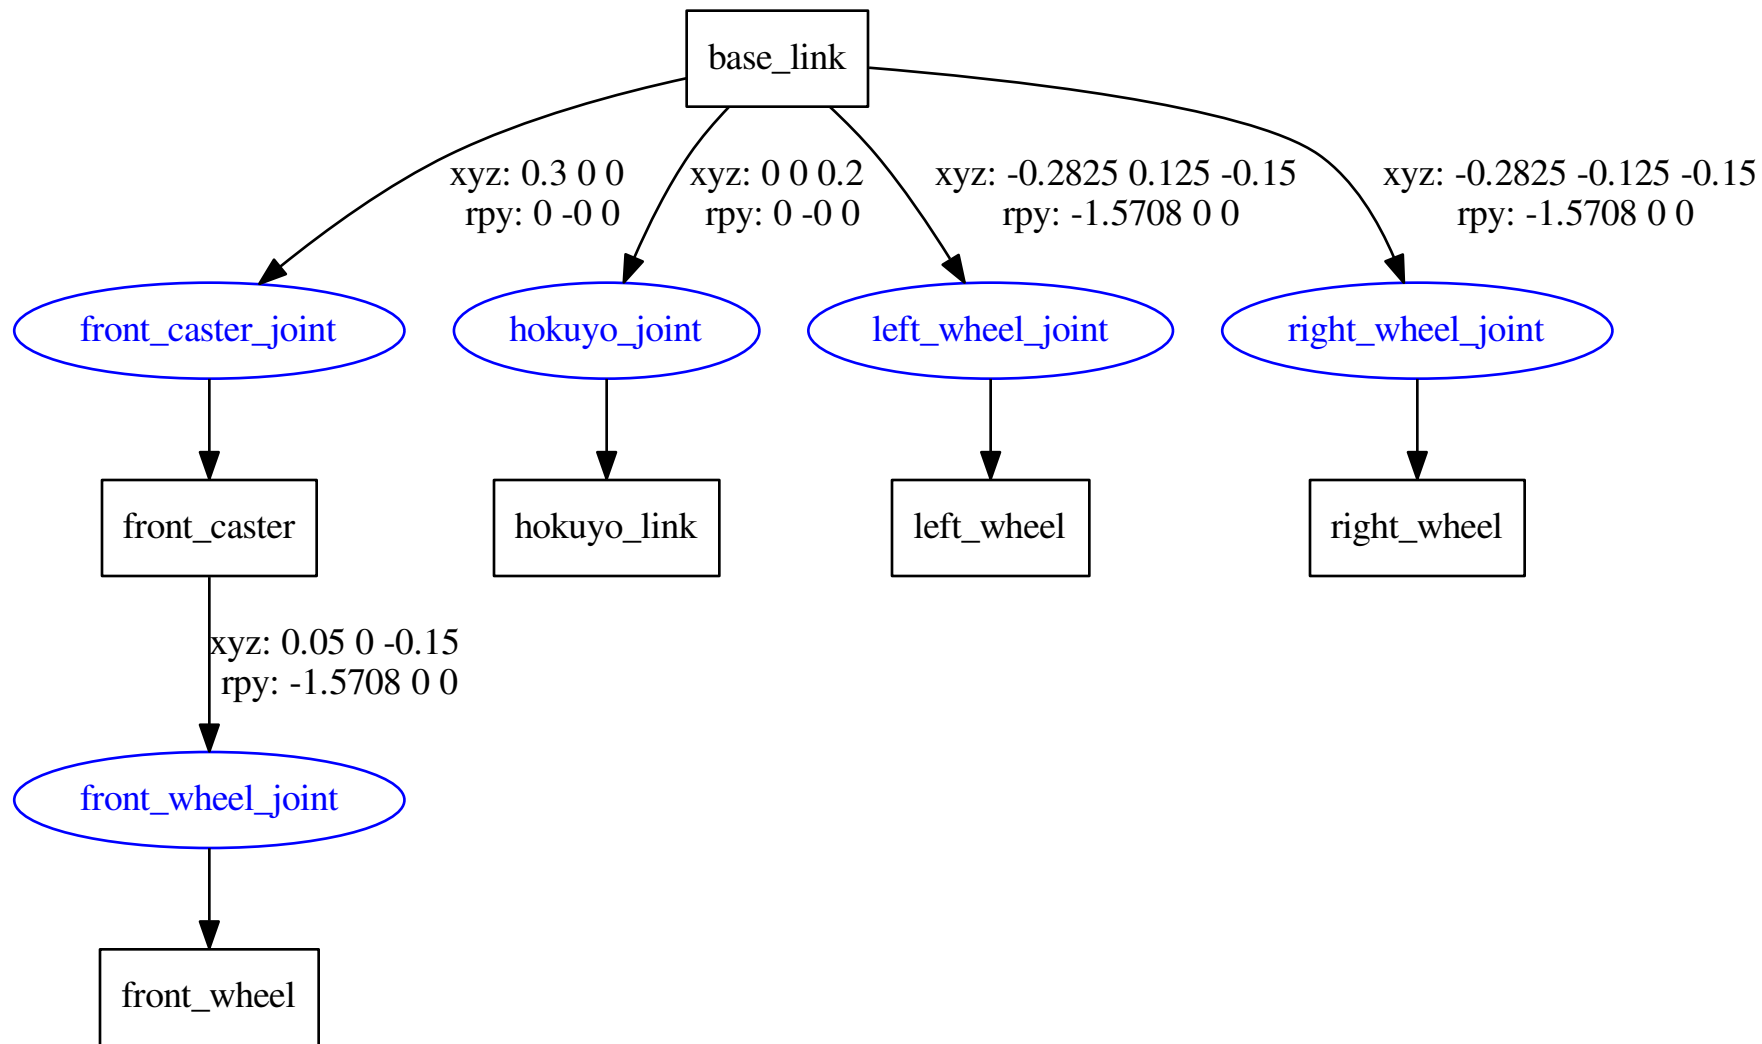 base_link
xyz: 0.3 0 0
rpy: 0 -0 0
xyz: 0 0 0.2
rpy: 0 -0 0
xyz: -0.2825 0.125 -0.15
rpy: -1.5708 0 0
xyz: -0.2825 -0.125 -0.15
rpy: -1.5708 0 0
front_caster_joint
hokuyo_joint
left_wheel_joint
right_wheel_joint
front_caster
hokuyo_link
left_wheel
right_wheel
xyz: 0.05 0 -0.15
rpy: -1.5708 0 0
front_wheel_joint
front_wheel